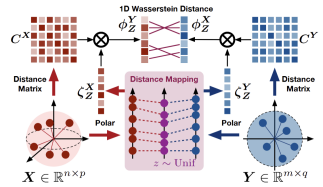 1D Wasserstein Distance
C^X
ϕ_Z^X
ϕ_Z^Y
C^Y
Distance
Matrix
ζ_Z^X
Distance Mapping
ζ_Z^Y
Distance
Matrix
Polar
Polar
z ~ Unif
X ∈ ℝ^{n×p}
Y ∈ ℝ^{m×q}